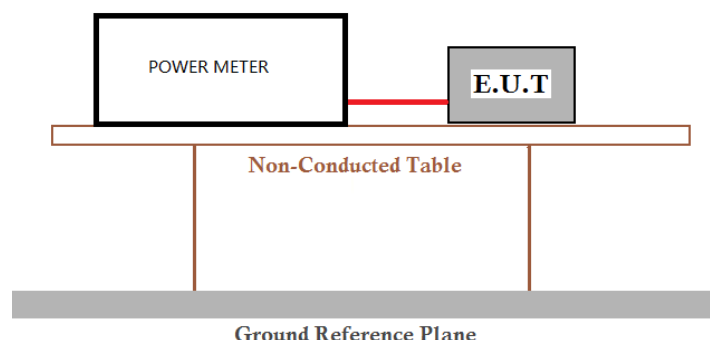 POWER METER
E.U.T
Non-Conducted Table
Ground Reference Plane